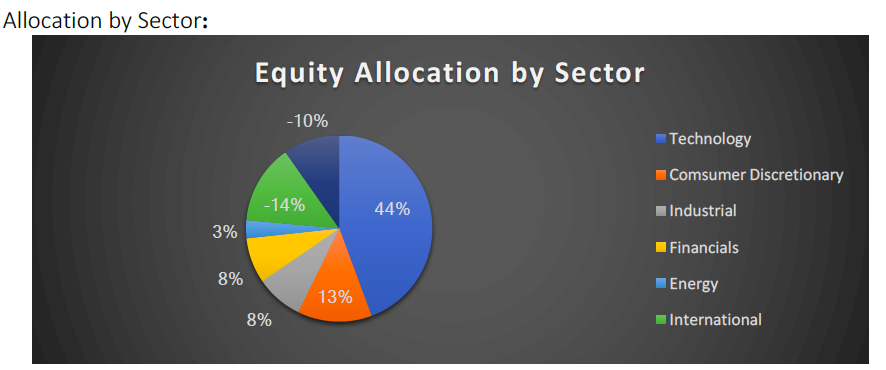 Allocation by Sector:
Equity Allocation by Sector
-10%
44%
-14%
3%
8%
13%
8%
Technology
Comsumer Discretionary
Industrial
Financials
Energy
International